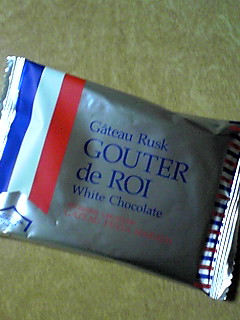 Gâteau Rusk
GOUTER
de ROI
White Chocolate